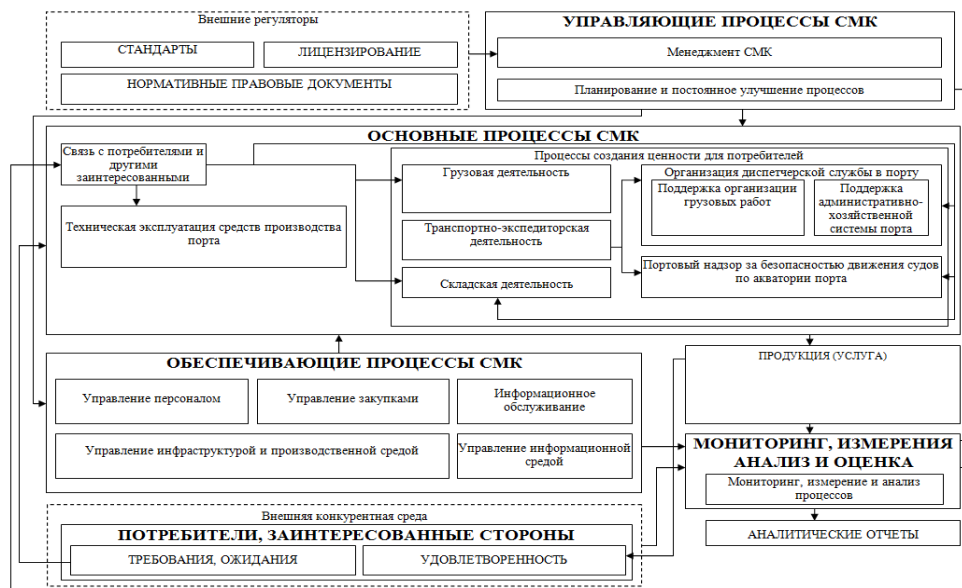 Внешние регуляторы
СТАНДАРТЫ
ЛИЦЕНЗИРОВАНИЕ
НОРМАТИВНЫЕ ПРАВОВЫЕ ДОКУМЕНТЫ
УПРАВЛЯЮЩИЕ ПРОЦЕССЫ СМК
Менеджмент СМК
Планирование и постоянное улучшение процессов
ОСНОВНЫЕ ПРОЦЕССЫ СМК
Связь с потребителями и
другими
заинтересованными
Техническая эксплуатация средств производства
порта
Процессы создания ценности для потребителей
Грузовая деятельность
Транспортно-экспедиторская
деятельность
Складская деятельность
Организация диспетчерской службы в порту
Поддержка организации
грузовых работ
Поддержка
административно-
хозяйственной
системы порта
Портовый надзор за безопасностью движения судов
по акватории порта
ОБЕСПЕЧИВАЮЩИЕ ПРОЦЕССЫ СМК
Управление персоналом
Управление закупками
Информационное
обслуживание
Управление инфраструктурой и производственной средой
Управление информационной
средой
ПРОДУКЦИЯ (УСЛУГА)
МОНИТОРИНГ, ИЗМЕРЕНИЯ
АНАЛИЗ И ОЦЕНКА
Мониторинг, измерение и анализ
процессов
АНАЛИТИЧЕСКИЕ ОТЧЕТЫ
Внешняя конкурентная среда
ПОТРЕБИТЕЛИ, ЗАИНТЕРЕСОВАННЫЕ СТОРОНЫ
ТРЕБОВАНИЯ, ОЖИДАНИЯ
УДОВЛЕТВОРЕННОСТЬ